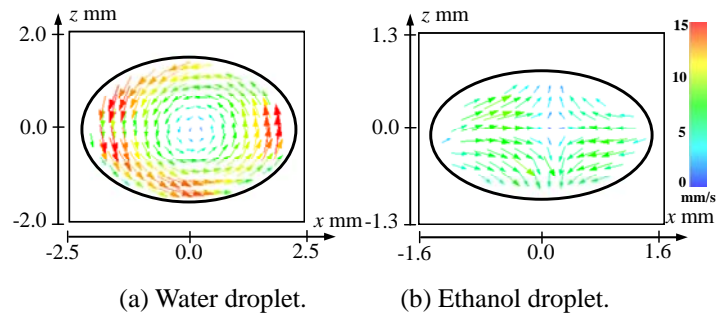 z mm
2.0
0.0
-2.0
-2.5
0.0
2.5
x mm
(a) Water droplet.
z mm
1.3
0.0
-1.3
-1.6
0.0
1.6
x mm
(b) Ethanol droplet.
15
10
5
0
mm/s